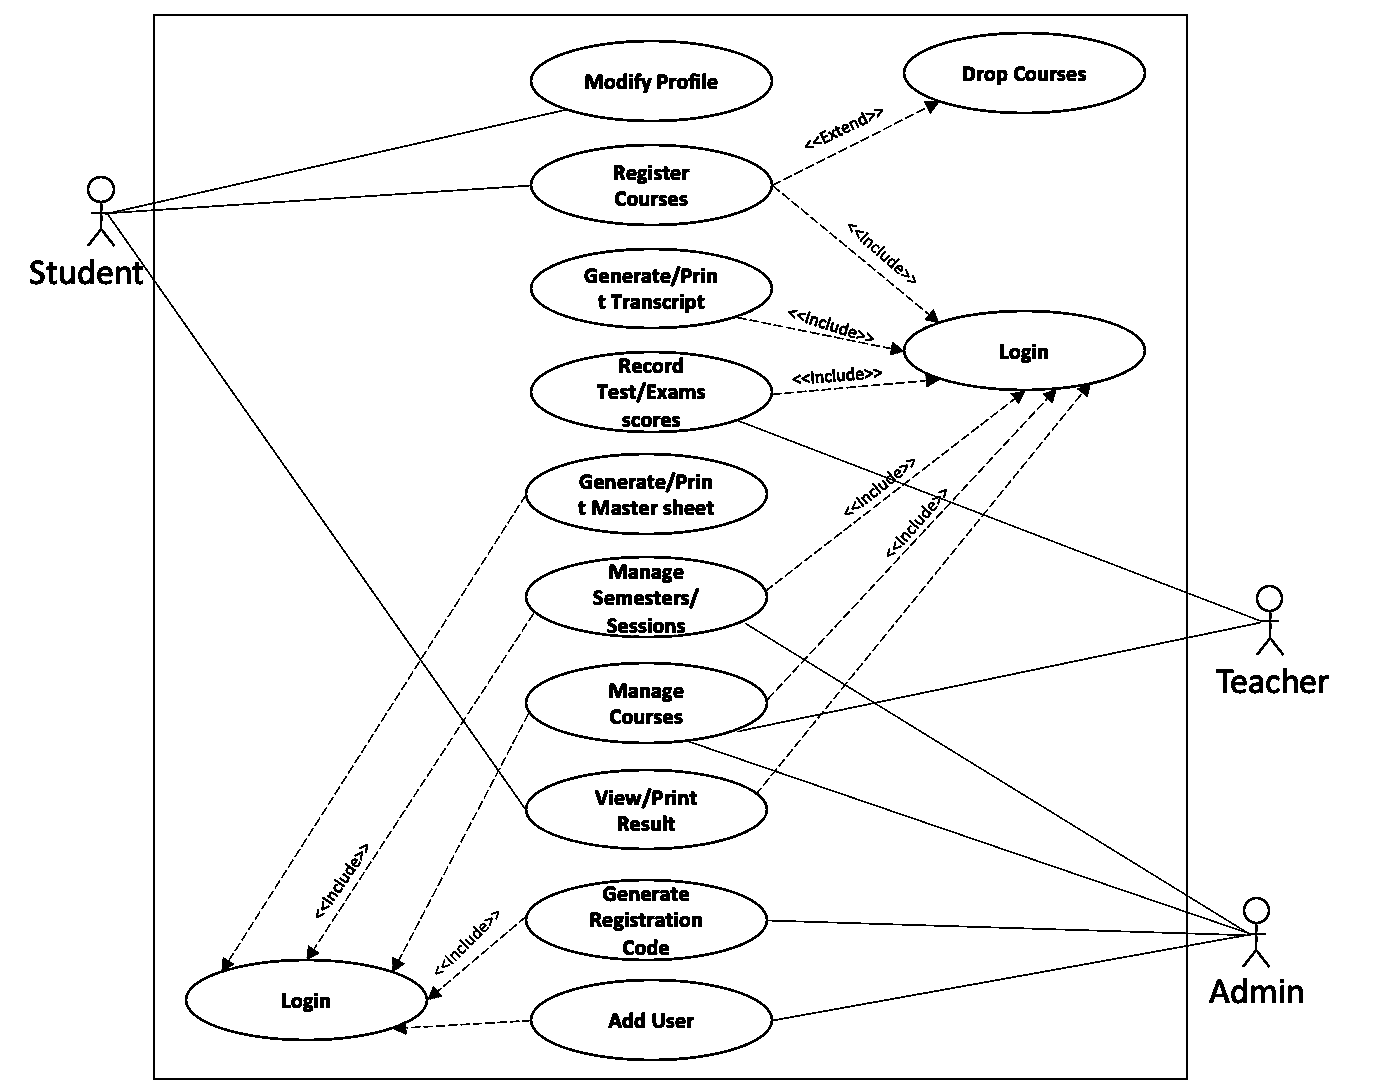 Modify Profile
Drop Courses
<<Extend>>
Register
Courses
Student
<<Include>>
Generate/Prin
t Transcript
<<Include>>
Login
Record
Test/Exams
scores
<<Include>>
Generate/Prin
t Master sheet
<<Include>>
<<Include>>
Manage
Semesters/
Sessions
Teacher
Manage
Courses
View/Print
Result
<<Include>>
Generate
Registration
Code
<<Include>>
Admin
Login
Add User